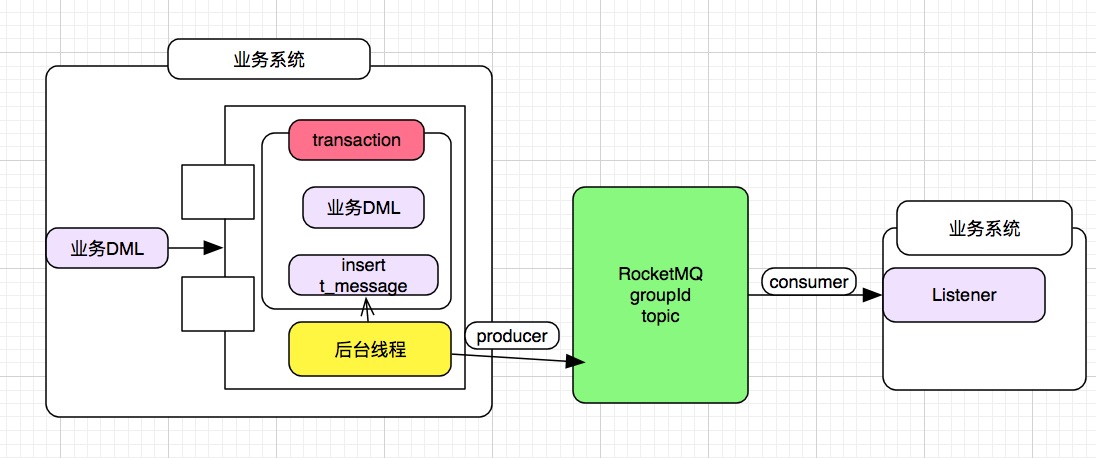 业务系统
transaction
业务DML
业务DML
insert
t_message
后台线程
producer
RocketMQ
groupId
topic
consumer
业务系统
Listener